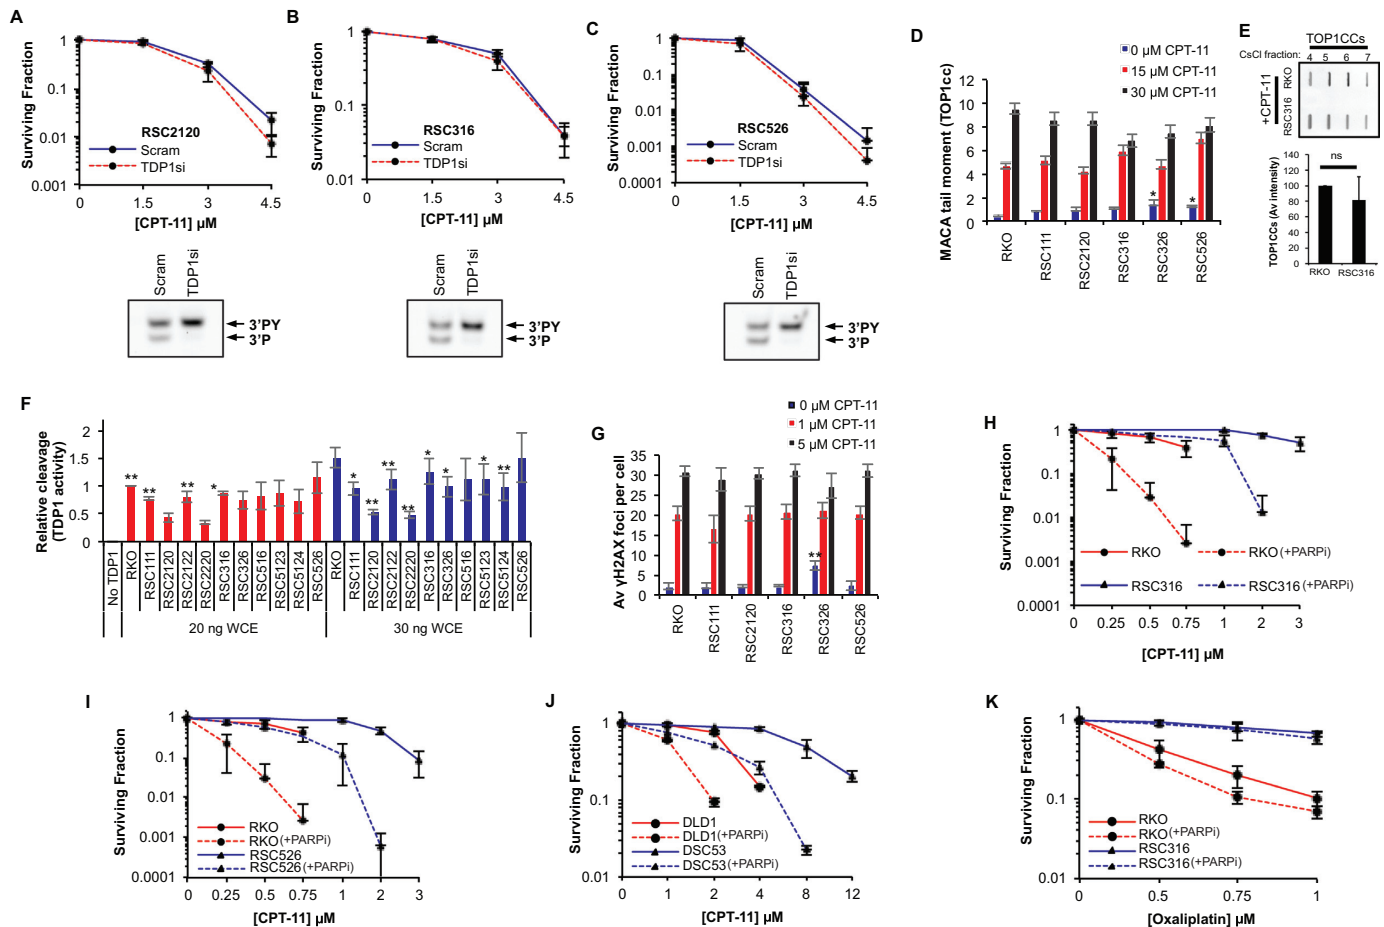 A
Surviving Fraction
1
0.1
0.01
0.001
RSC2120
Scram
TDP1si
0 1.5 3 4.5
[CPT-11] µM
Scram
TDP1si
3'PY
3'P
B
Surviving Fraction
1
0.1
0.01
RSC316
Scram
TDP1si
0 1.5 3 4.5
[CPT-11] µM
Scram
TDP1si
3'PY
3'P
C
Surviving Fraction
1
0.1
0.01
0.001
0.0001
RSC526
Scram
TDP1si
0 1.5 3 4.5
[CPT-11] µM
Scram
TDP1si
3'PY
3'P
D
0 µM CPT-11
15 µM CPT-11
30 µM CPT-11
MACA tail moment (TOP1cc)
12
10
8
6
4
2
0
* *
RKO RSC111 RSC2120 RSC316 RSC326 RSC526
E
TOP1CCs
CsCl fraction: 4 5 6 7
+CPT-11
RKO
RSC316
TOP1CCs (Av intensity)
140
120
100
80
60
40
20
0
ns
RKO RSC316
F
Relative cleavage
(TDP1 activity)
2
1.5
1
0.5
0
** ** ** * * ** ** ** * * * **
No TDP1 RKO RSC111 RSC2120 RSC2122 RSC2220 RSC316 RSC326 RSC516 RSC5123 RSC5124 RSC526 RKO RSC111 RSC2120 RSC2122 RSC2220 RSC316 RSC326 RSC516 RSC5123 RSC5124 RSC526
20 ng WCE 30 ng WCE
G
0 µM CPT-11
1 µM CPT-11
5 µM CPT-11
Av γH2AX foci per cell
35
30
25
20
15
10
5
0
**
RKO RSC111 RSC2120 RSC316 RSC326 RSC526
H
Surviving Fraction
1
0.1
0.01
0.001
0.0001
RKO RKO(+PARPi)
RSC316 RSC316(+PARPi)
0 0.25 0.5 0.75 1 2 3
[CPT-11] µM
I
Surviving Fraction
1
0.1
0.01
0.001
0.0001
RKO
RKO(+PARPi)
RSC526
RSC526(+PARPi)
0 0.25 0.5 0.75 1 2 3
[CPT-11] µM
J
Surviving Fraction
1
0.1
0.01
DLD1
DLD1(+PARPi)
DSC53
DSC53(+PARPi)
0 1 2 4 8 12
[CPT-11] µM
K
Surviving Fraction
1
0.1
0.01
RKO
RKO(+PARPi)
RSC316
RSC316(+PARPi)
0 0.5 0.75 1
[Oxaliplatin] µM